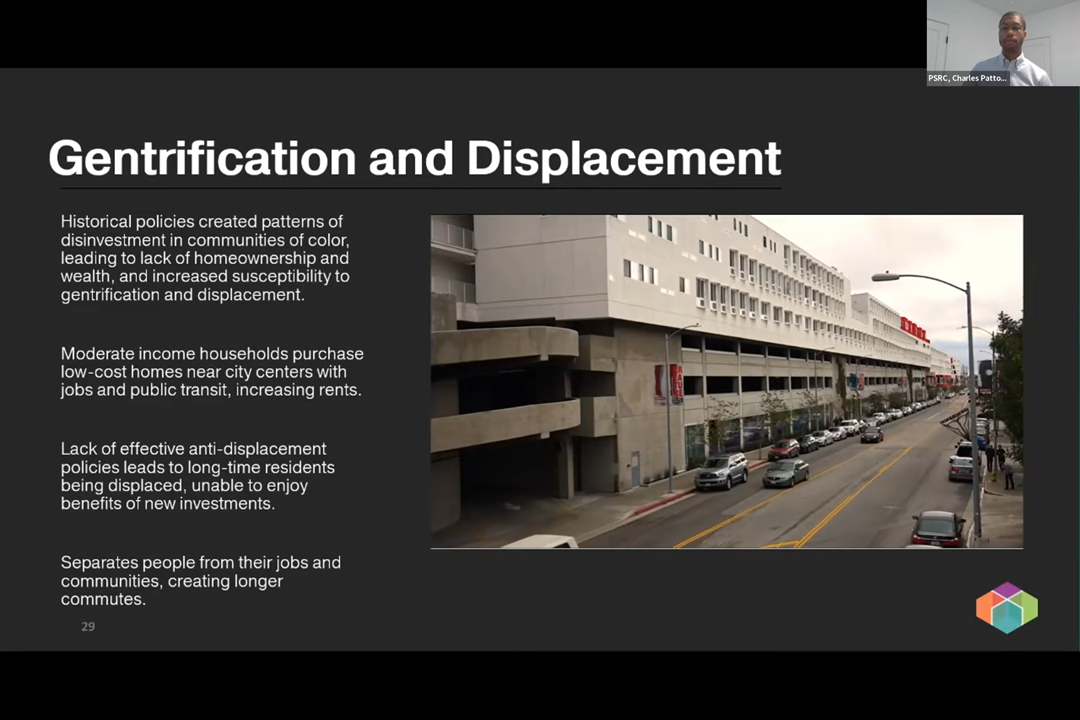 PSRC, Charles Patto...
Gentrification and Displacement
Historical policies created patterns of
disinvestment in communities of color,
leading to lack of homeownership and
wealth, and increased susceptibility to
gentrification and displacement.
Moderate income households purchase
low-cost homes near city centers with
jobs and public transit, increasing rents.
Lack of effective anti-displacement
policies leads to long-time residents
being displaced, unable to enjoy
benefits of new investments.
Separates people from their jobs and
communities, creating longer
commutes.
29